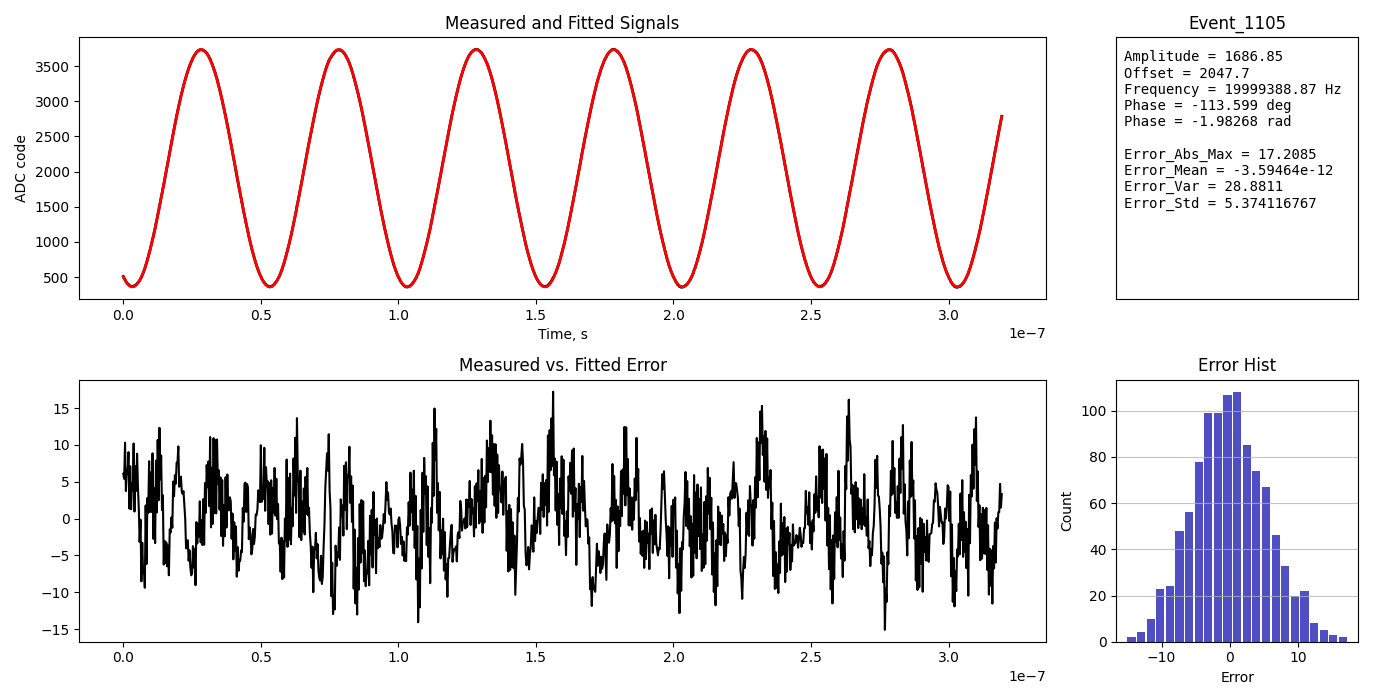 Measured and Fitted Signals
ADC code
3500
3000
2500
2000
1500
1000
500
0.0 0.5 1.0 1.5 2.0 2.5 3.0
1e−7
Time, s
Event_1105
Amplitude = 1686.85
Offset = 2047.7
Frequency = 19999388.87 Hz
Phase = -113.599 deg
Phase = -1.98268 rad
Error_Abs_Max = 17.2085
Error_Mean = -3.59464e-12
Error_Var = 28.8811
Error_Std = 5.374116767
Measured vs. Fitted Error
15
10
5
0
−5
−10
−15
0.0 0.5 1.0 1.5 2.0 2.5 3.0
1e−7
Error Hist
Count
100
80
60
40
20
0
−10 0 10
Error